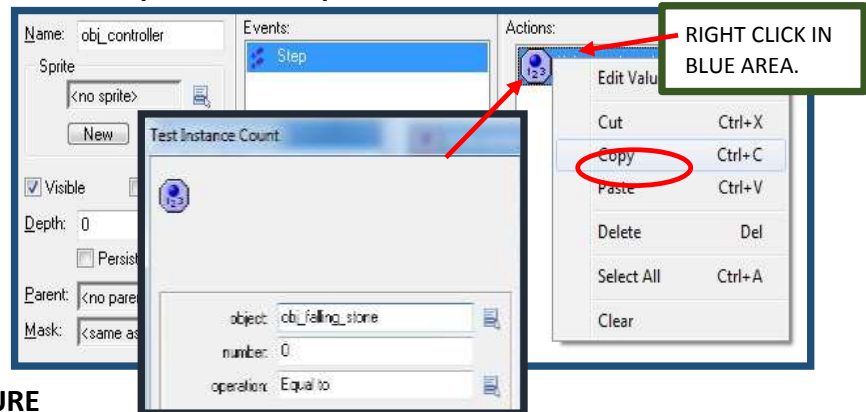 Name: obj_controller
Sprite
<no sprite>
New
Visible
Depth: 0
Persist
Parent: <no paren
Mask: <same as
Events:
Step
Actions:
RIGHT CLICK IN
BLUE AREA.
Edit Valu
Cut Ctrl+X
Copy Ctrl+C
Paste Ctrl+V
Delete Del
Select All Ctrl+A
Clear
Test Instance Count
object: obj_falling_stone
number: 0
operation: Equal to
URE